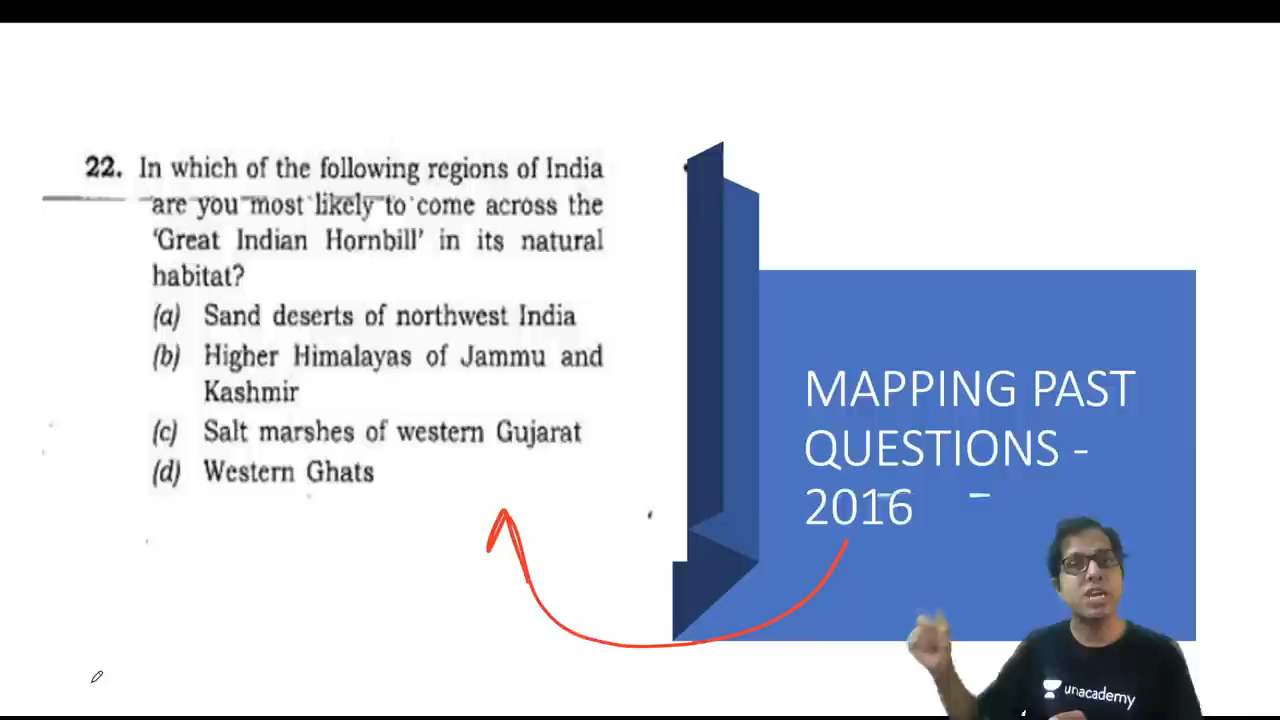 22. In which of the following regions of India
are you most likely to come across the
'Great Indian Hornbill' in its natural
habitat?
(a) Sand deserts of northwest India
(b) Higher Himalayas of Jammu and
Kashmir
(c) Salt marshes of western Gujarat
(d) Western Ghats
MAPPING PAST
QUESTIONS -
2016
unacademy